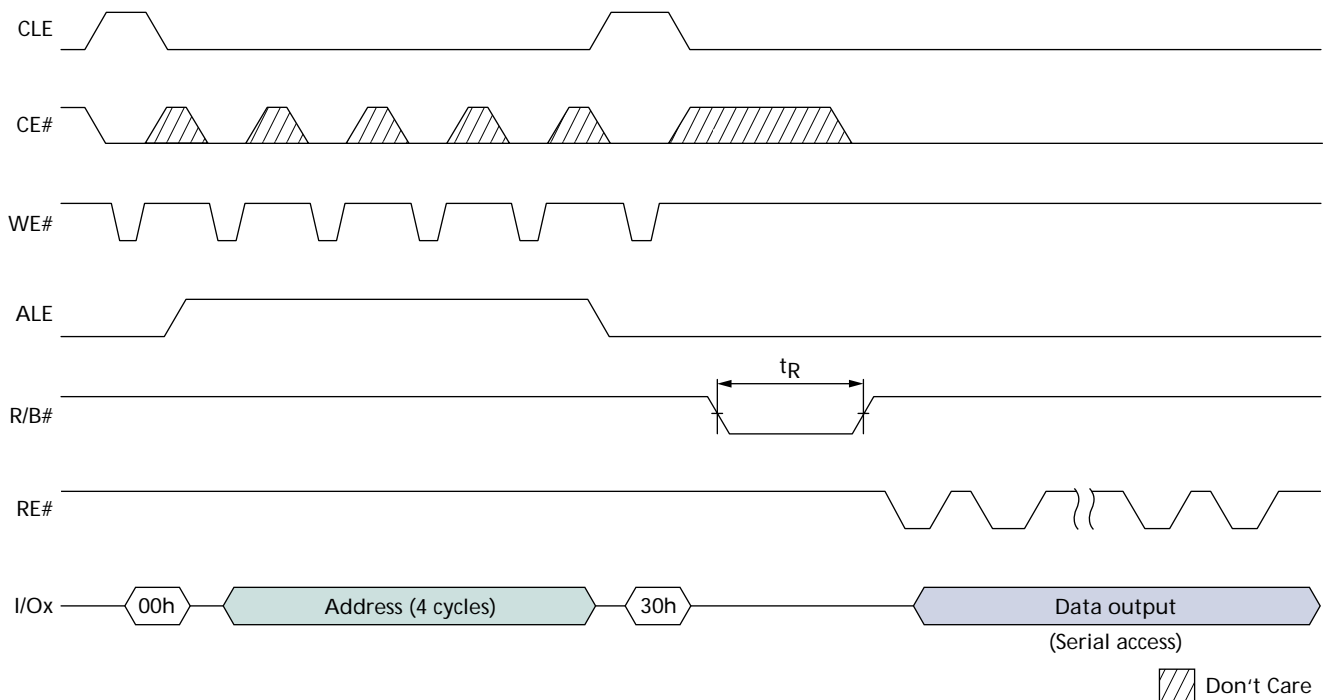 CLE
CE#
WE#
ALE
tR
R/B#
RE#
I/Ox 00h Address (4 cycles) 30h Data output
(Serial access)
Don't Care